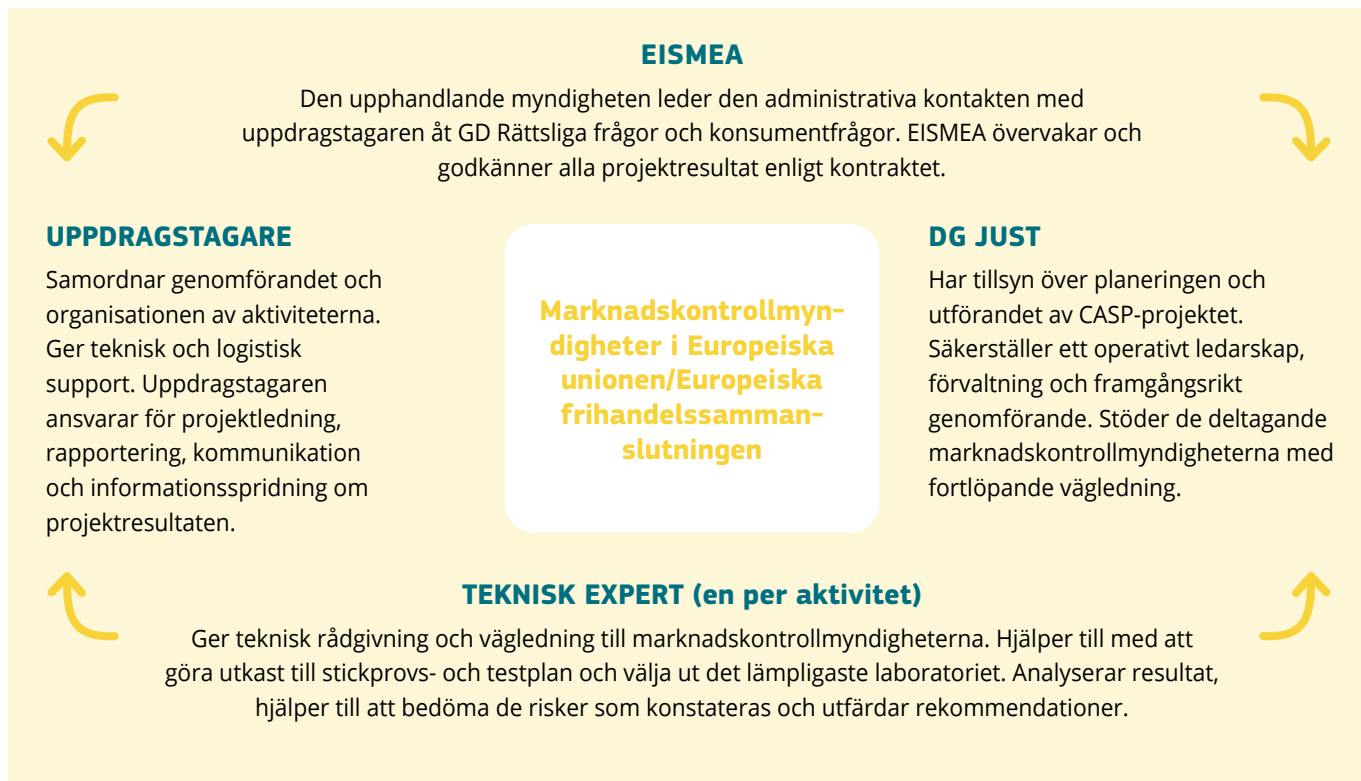 EISMEA
Den upphandlande myndigheten leder den administrativa kontakten med
uppdragstagaren åt GD Rättsliga frågor och konsumentfrågor. EISMEA övervakar och
godkänner alla projektresultat enligt kontraktet.
UPPDRAGSTAGARE
Samordnar genomförandet och
organisationen av aktiviteterna.
Ger teknisk och logistisk
support. Uppdragstagaren
ansvarar för projektledning,
rapportering, kommunikation
och informationsspridning om
projektresultaten.
Marknadskontrollmyn-
digheter i Europeiska
unionen/Europeiska
frihandelssamman-
slutningen
DG JUST
Har tillsyn över planeringen och
utförandet av CASP-projektet.
Säkerställer ett operativt ledarskap,
förvaltning och framgångsrikt
genomförande. Stöder de deltagande
marknadskontrollmyndigheterna med
fortlöpande vägledning.
TEKNISK EXPERT (en per aktivitet)
Ger teknisk rådgivning och vägledning till marknadskontrollmyndigheterna. Hjälper till med att
göra utkast till stickprovs- och testplan och välja ut det lämpligaste laboratoriet. Analyserar resultat,
hjälper till att bedöma de risker som konstateras och utfärdar rekommendationer.